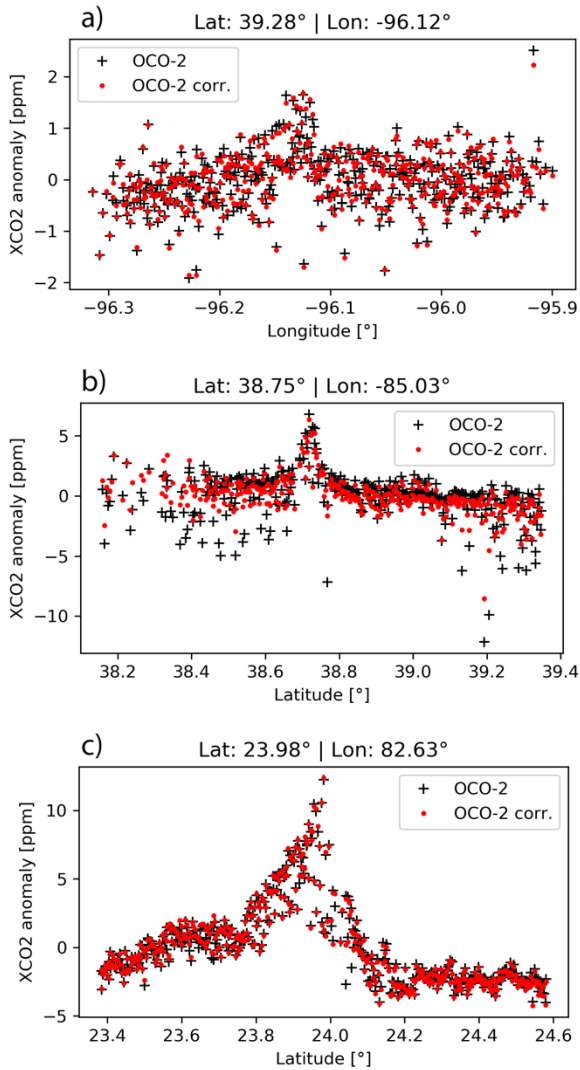 a)
Lat: 39.28° | Lon: -96.12°
OCO-2
OCO-2 corr.
XCO2 anomaly [ppm]
2
1
0
−1
−2
−96.3 −96.2 −96.1 −96.0 −95.9
Longitude [°]
b)
Lat: 38.75° | Lon: -85.03°
OCO-2
OCO-2 corr.
XCO2 anomaly [ppm]
5
0
−5
−10
38.2 38.4 38.6 38.8 39.0 39.2 39.4
Latitude [°]
c)
Lat: 23.98° | Lon: 82.63°
OCO-2
OCO-2 corr.
XCO2 anomaly [ppm]
10
5
0
−5
23.4 23.6 23.8 24.0 24.2 24.4 24.6
Latitude [°]